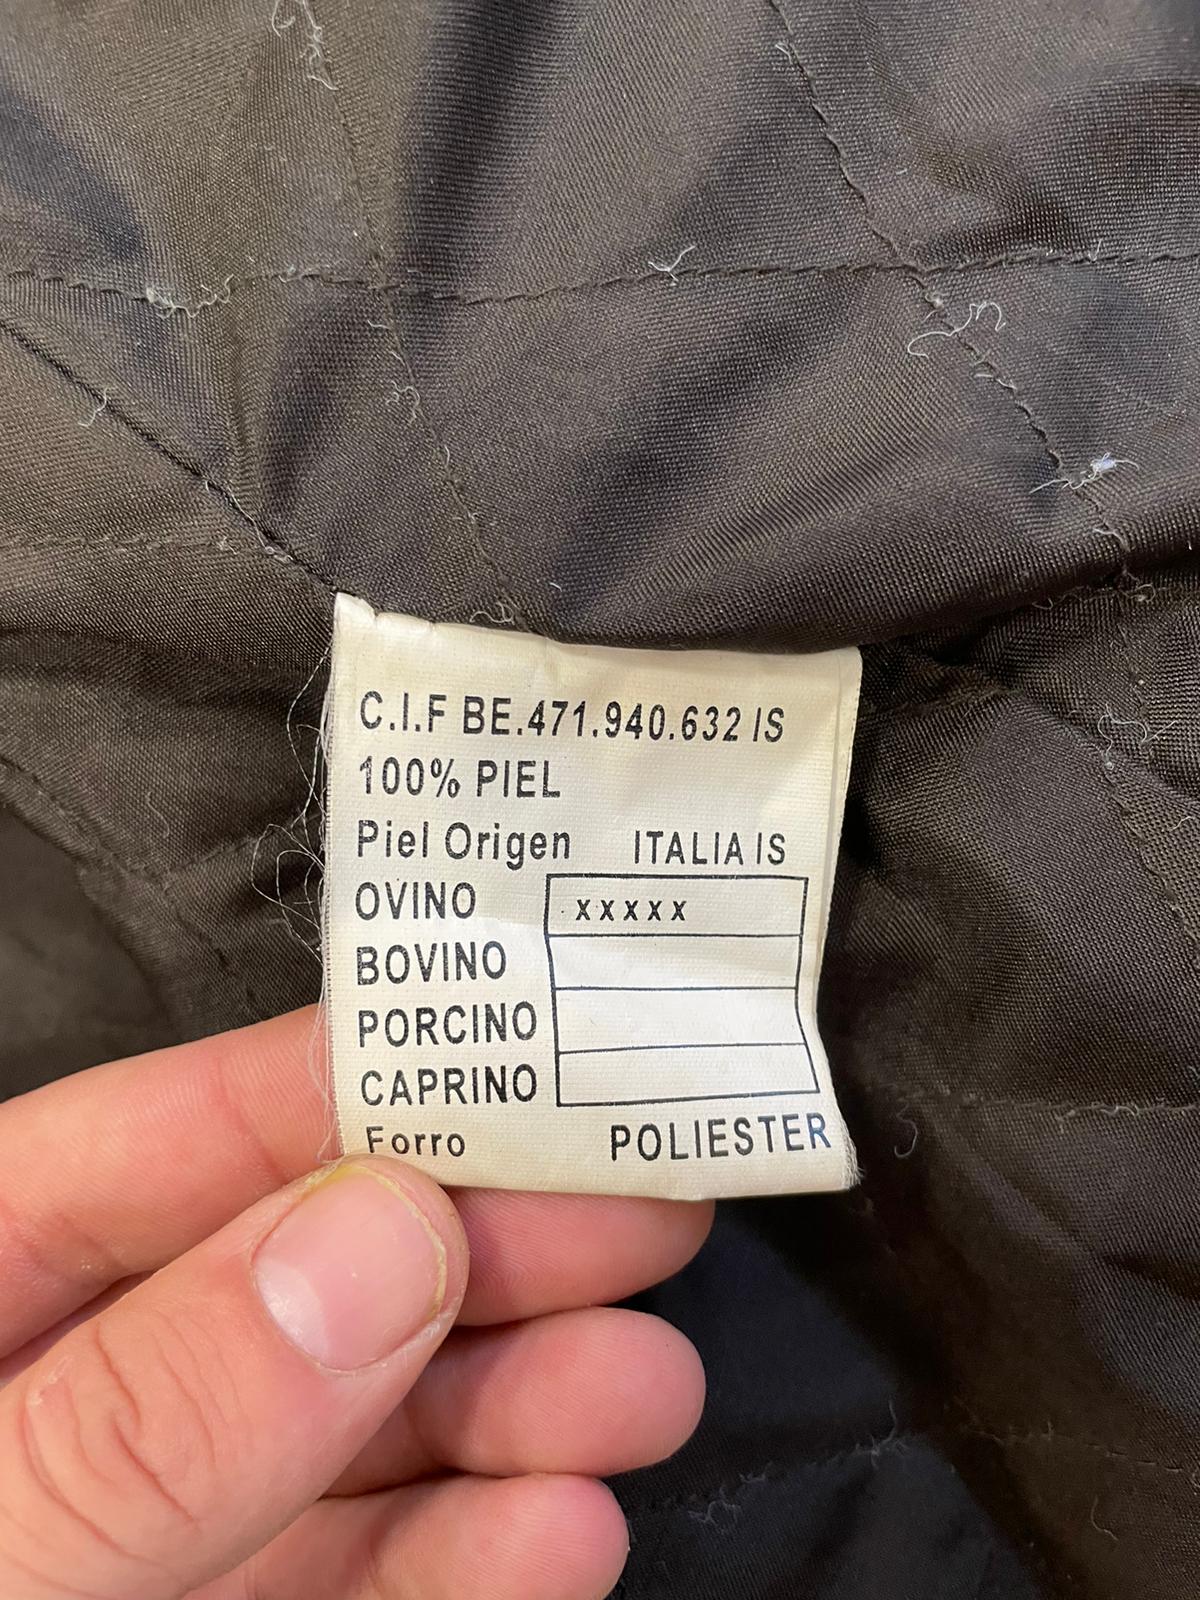 C.I.F BE.471.940.632 IS
100% PIEL
Piel Origen ITALIA IS
OVINO xxxxx
BOVINO
PORCINO
CAPRINO
Forro POLIESTER